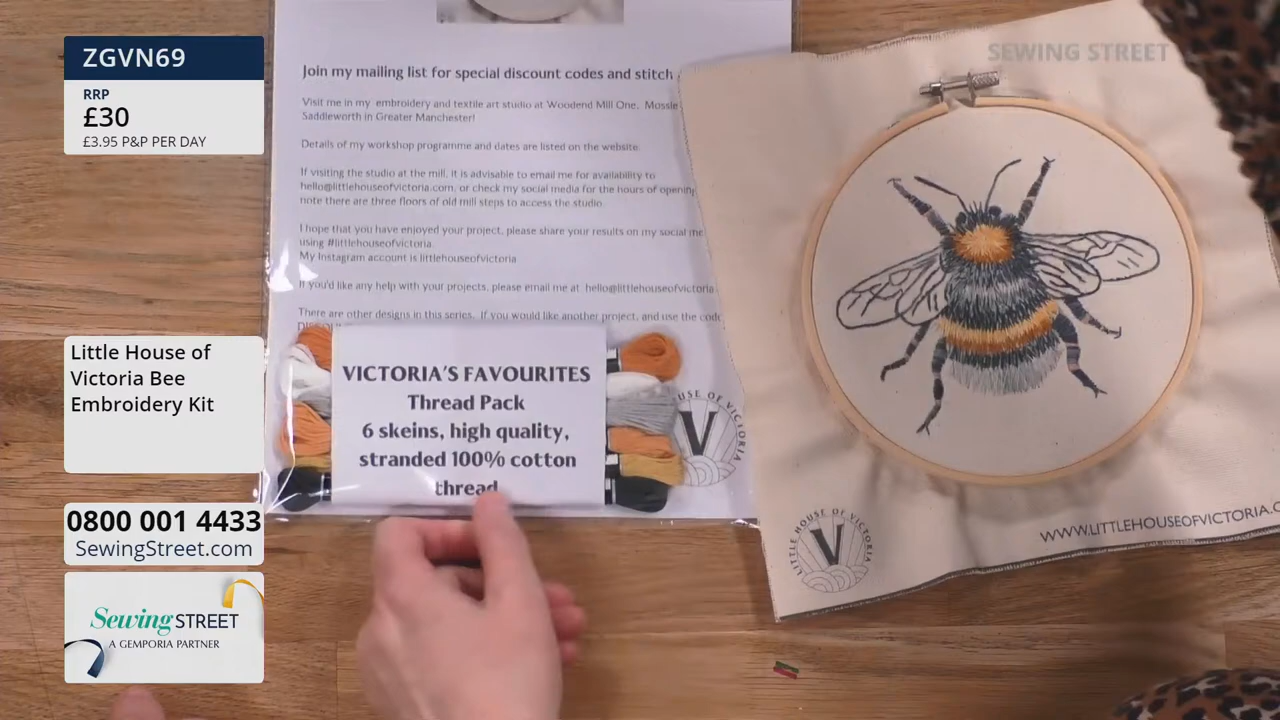 ZGVN69
RRP
£30
£3.95 P&P PER DAY
Little House of
Victoria Bee
Embroidery Kit
0800 001 4433
SewingStreet.com
Sewing STREET
A GEMPORIA PARTNER
SEWING STREET
Join my mailing list for special discount codes and stitch
Visit me in my embroidery and textile art studio at Woodend Mill One, Mossle
Saddleworth in Greater Manchester!
Details of my workshop programme and dates are listed on the website.
If visiting the studio at the mill, it is advisable to email me for availability to
hello@littlehouseofvictoria.com, or check my social media for the hours of opening
note there are three floors of old mill steps to access the studio.
I hope that you have enjoyed your project, please share your results on my social me
using #littlehouseofvictoria
My Instagram account is littlehouseofvictoria
If you'd like any help with your projects, please email me at hello@littlehouseofvictoria
There are other designs in this series. If you would like another project, and use the code
VICTORIA'S FAVOURITES
Thread Pack
6 skeins, high quality,
stranded 100% cotton
thread
USE OF VICTORIA
V
LITTLE HOUSE OF VICTORIA
V
WWW.LITTLEHOUSEOFVICTORIA.C